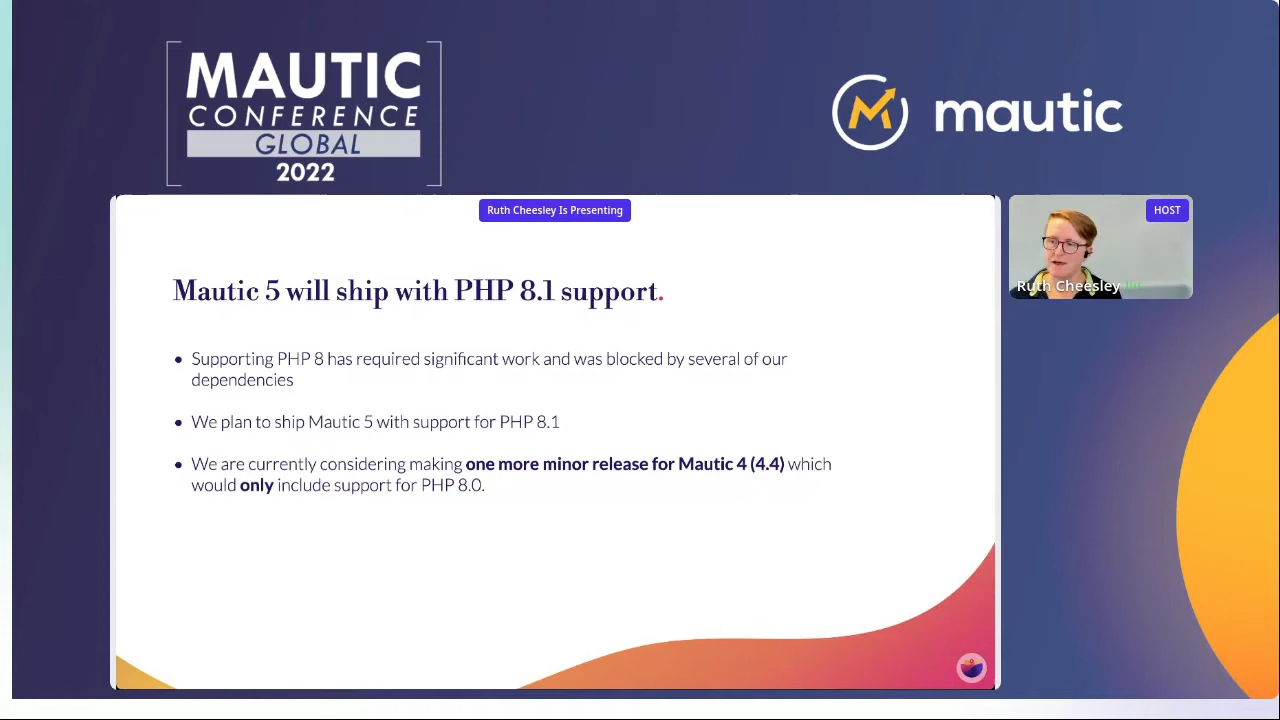 MAUTIC
CONFERENCE
GLOBAL
2022
mautic
Ruth Cheesley Is Presenting
HOST
Ruth Cheesley
Mautic 5 will ship with PHP 8.1 support.
• Supporting PHP 8 has required significant work and was blocked by several of our
dependencies
• We plan to ship Mautic 5 with support for PHP 8.1
• We are currently considering making one more minor release for Mautic 4 (4.4) which
would only include support for PHP 8.0.